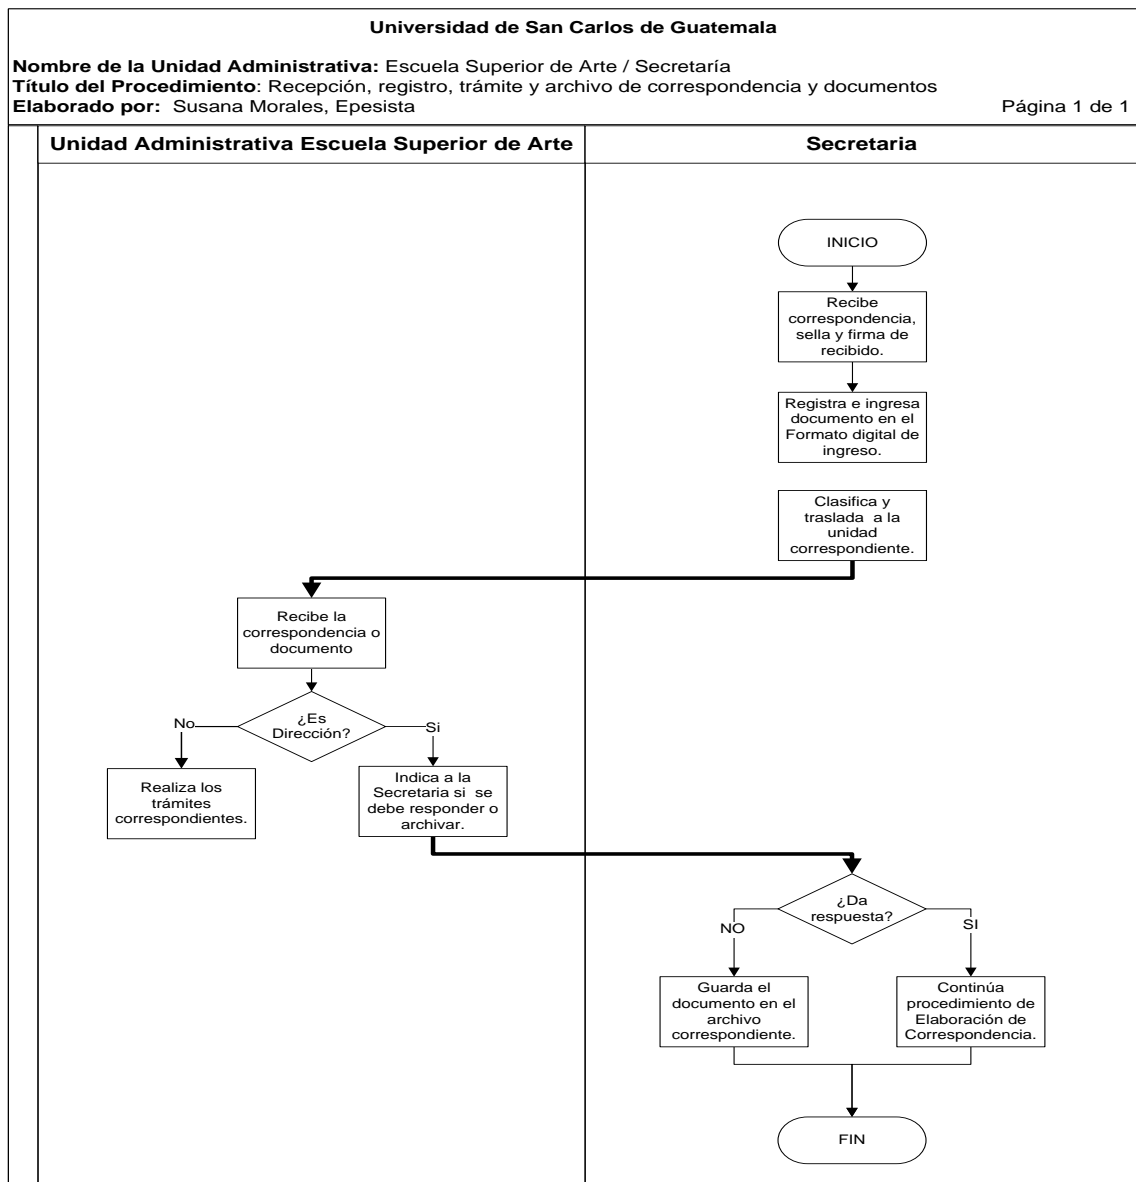 Universidad de San Carlos de Guatemala
Nombre de la Unidad Administrativa: Escuela Superior de Arte / Secretaría
Título del Procedimiento: Recepción, registro, trámite y archivo de correspondencia y documentos
Elaborado por: Susana Morales, Epesista
Página 1 de 1
Unidad Administrativa Escuela Superior de Arte
Secretaria
INICIO
Recibe
correspondencia,
sella y firma de
recibido.
Registra e ingresa
documento en el
Formato digital de
ingreso.
Clasifica y
traslada a la
unidad
correspondiente.
Recibe la
correspondencia o
documento
¿Es
Dirección?
No
Si
Realiza los
trámites
correspondientes.
Indica a la
Secretaria si se
debe responder o
archivar.
¿Da
respuesta?
NO
SI
Guarda el
documento en el
archivo
correspondiente.
Continúa
procedimiento de
Elaboración de
Correspondencia.
FIN